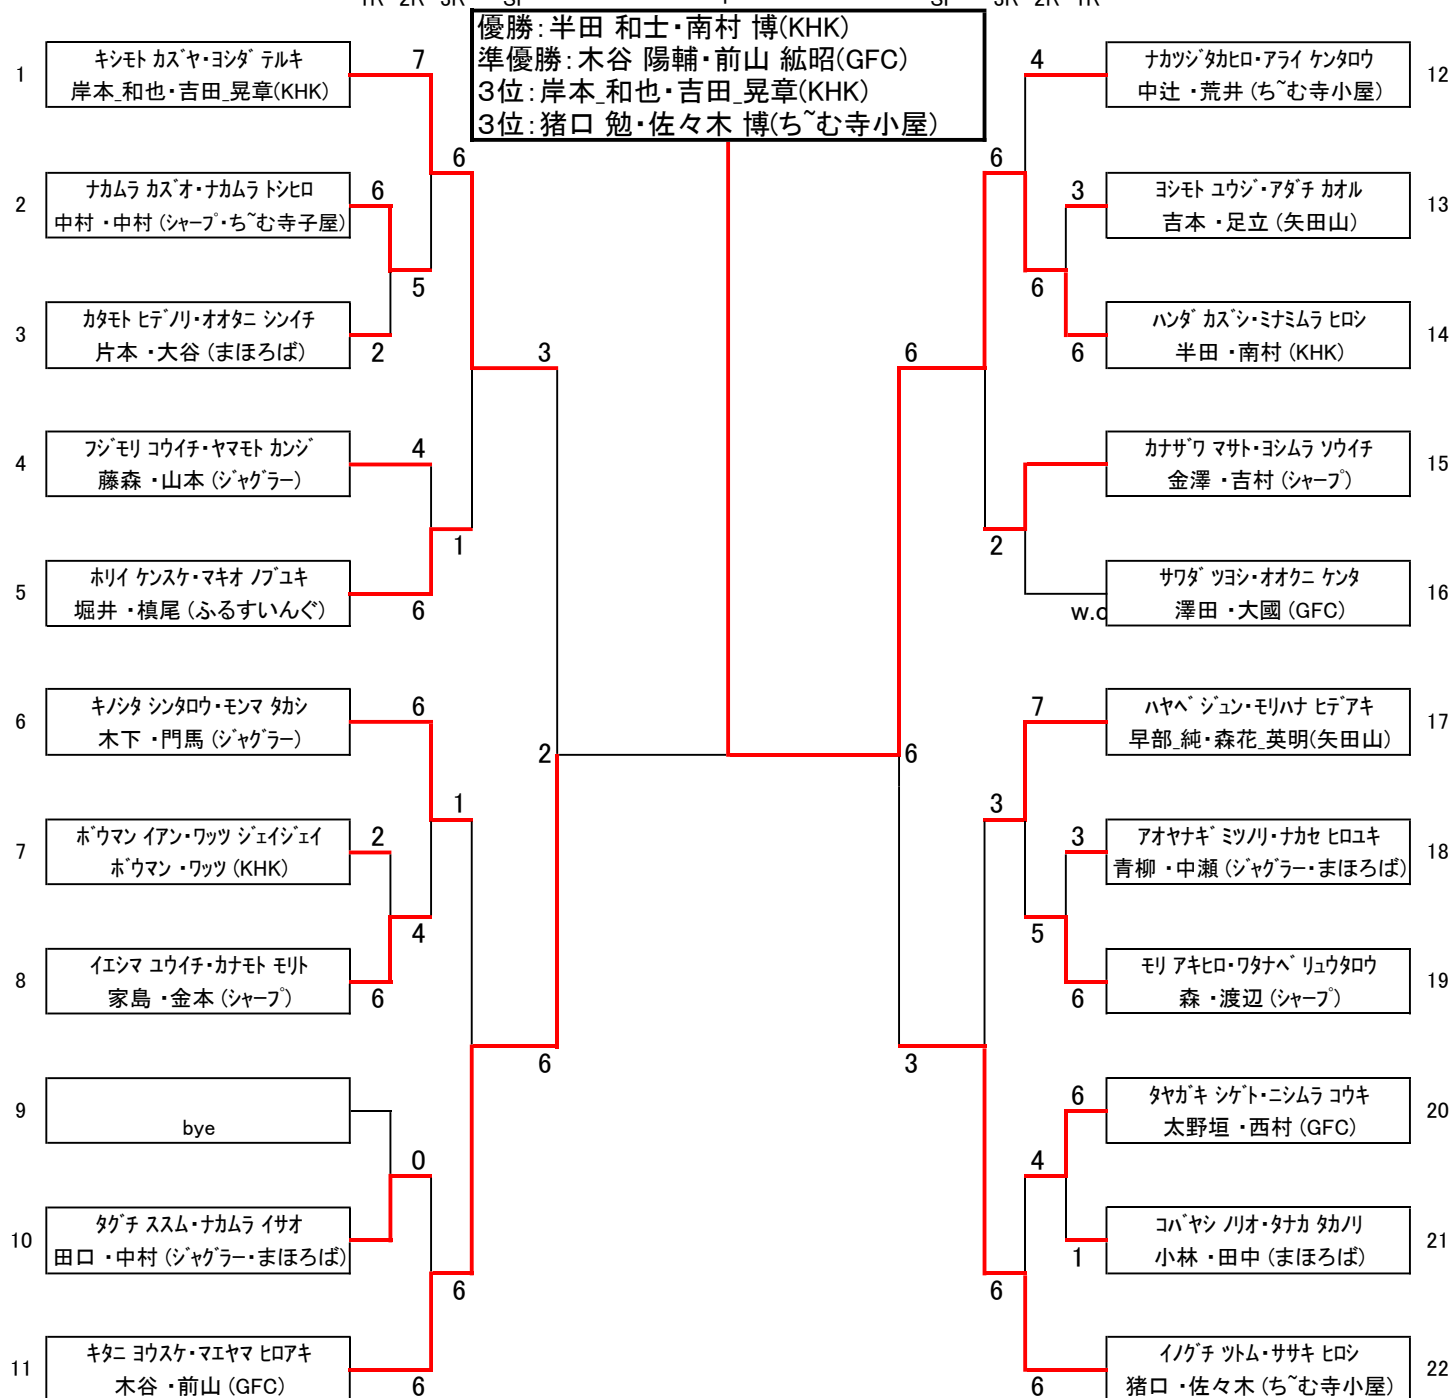 優勝：半田 和士・南村 博(KHK)
準優勝：木谷 陽輔・前山 紘昭(GFC)
3位：岸本_和也・吉田_晃章(KHK)
3位：猪口 勉・佐々木 博(ち~む寺小屋)
1
ｷｼﾓﾄ ｶｽﾞﾔ・ﾖｼﾀﾞ ﾃﾙｷ
岸本_和也・吉田_晃章(KHK)
7
6
2
ﾅｶﾑﾗ ｶｽﾞｵ・ﾅｶﾑﾗ ﾄｼﾋﾛ
中村 ・中村 (ｼｬｰﾌﾟ・ち~む寺子屋)
6
5
3
ｶﾀﾓﾄ ﾋﾃﾞﾉﾘ・ｵｵﾀﾆ ｼﾝｲﾁ
片本 ・大谷 (まほろば)
2
3
4
ﾌｼﾞﾓﾘ ｺｳｲﾁ・ﾔﾏﾓﾄ ｶﾝｼﾞ
藤森 ・山本 (ｼﾞｬｸﾞﾗｰ)
4
1
5
ﾎﾘｲ ｹﾝｽｹ・ﾏｷｵ ﾉﾌﾞﾕｷ
堀井 ・槙尾 (ふるすいんぐ)
6
6
ｷﾉｼﾀ ｼﾝﾀﾛｳ・ﾓﾝﾏ ﾀｶｼ
木下 ・門馬 (ｼﾞｬｸﾞﾗｰ)
6
2
1
7
ﾎﾞｳﾏﾝ ｲｱﾝ・ﾜｯﾂ ｼﾞｪｲｼﾞｪｲ
ﾎﾞｳﾏﾝ ・ﾜｯﾂ (KHK)
2
4
8
ｲｴｼﾏ ﾕｳｲﾁ・ｶﾅﾓﾄ ﾓﾘﾄ
家島 ・金本 (ｼｬｰﾌﾟ)
6
6
9
bye
0
10
ﾀｸﾞﾁ ｽｽﾑ・ﾅｶﾑﾗ ｲｻｵ
田口 ・中村 (ｼﾞｬｸﾞﾗｰ・まほろば)
6
11
ｷﾀﾆ ﾖｳｽｹ・ﾏｴﾔﾏ ﾋﾛｱｷ
木谷 ・前山 (GFC)
6
4
ﾅｶﾂｼﾞﾀｶﾋﾛ・ｱﾗｲ ｹﾝﾀﾛｳ
中辻 ・荒井 (ち~む寺小屋)
12
6
3
ﾖｼﾓﾄ ﾕｳｼﾞ・ｱﾀﾞﾁ ｶｵﾙ
吉本 ・足立 (矢田山)
13
6
ﾊﾝﾀﾞ ｶｽﾞｼ・ﾐﾅﾐﾑﾗ ﾋﾛｼ
半田 ・南村 (KHK)
14
6
6
ｶﾅｻﾞﾜ ﾏｻﾄ・ﾖｼﾑﾗ ｿｳｲﾁ
金澤 ・吉村 (ｼｬｰﾌﾟ)
15
2
ｻﾜﾀﾞ ﾂﾖｼ・ｵｵｸﾆ ｹﾝﾀ
澤田 ・大國 (GFC)
16
7
ﾊﾔﾍﾞ ｼﾞｭﾝ・ﾓﾘﾊﾅ ﾋﾃﾞｱｷ
早部_純・森花_英明(矢田山)
17
6
3
3
ｱｵﾔﾅｷﾞ ﾐﾂﾉﾘ・ﾅｶｾ ﾋﾛﾕｷ
青柳 ・中瀬 (ｼﾞｬｸﾞﾗｰ・まほろば)
18
5
ﾓﾘ ｱｷﾋﾛ・ﾜﾀﾅﾍﾞ ﾘｭｳﾀﾛｳ
森 ・渡辺 (ｼｬｰﾌﾟ)
19
6
3
6
ﾀﾔｶﾞｷ ｼｹﾞﾄ・ﾆｼﾑﾗ ｺｳｷ
太野垣 ・西村 (GFC)
20
4
ｺﾊﾞﾔｼ ﾉﾘｵ・ﾀﾅｶ ﾀｶﾉﾘ
小林 ・田中 (まほろば)
21
1
6
ｲﾉｸﾞﾁ ﾂﾄﾑ・ｻｻｷ ﾋﾛｼ
猪口 ・佐々木 (ち~む寺小屋)
22
6